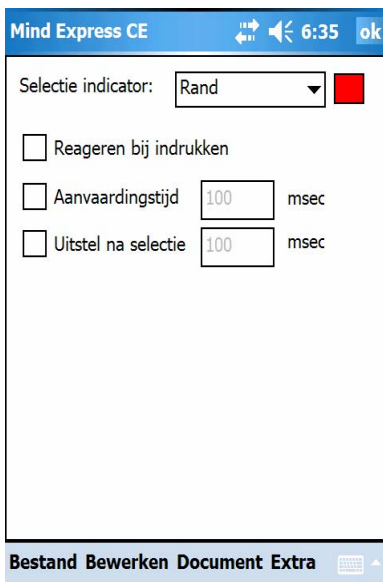 Mind Express CE 6:35 ok
Selectie indicator: Rand
Reageren bij indrukken
Aanvaardingstijd 100 msec
Uitstel na selectie 100 msec
Bestand Bewerken Document Extra